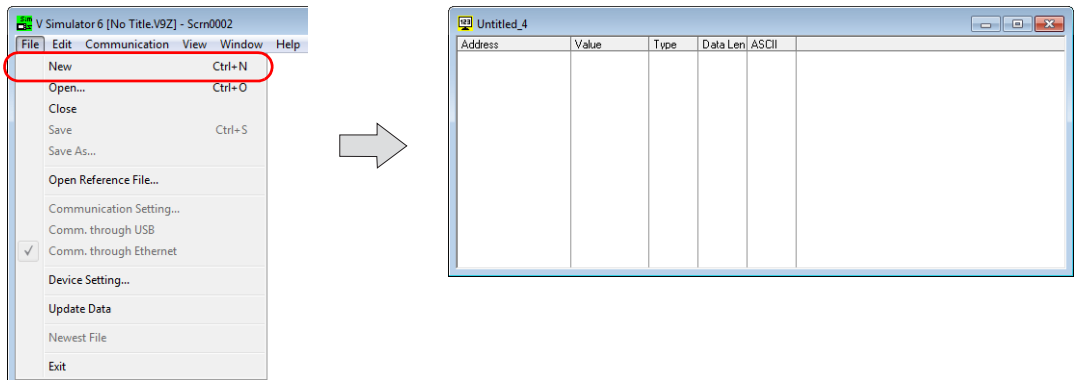 V Simulator 6 [No Title.V9Z] - Scrn0002
File Edit Communication View Window Help
New Ctrl+N
Open... Ctrl+O
Close
Save Ctrl+S
Save As...
Open Reference File...
Communication Setting...
Comm. through USB
Comm. through Ethernet
Device Setting...
Update Data
Newest File
Exit
Untitled_4
Address Value Type Data Len ASCII